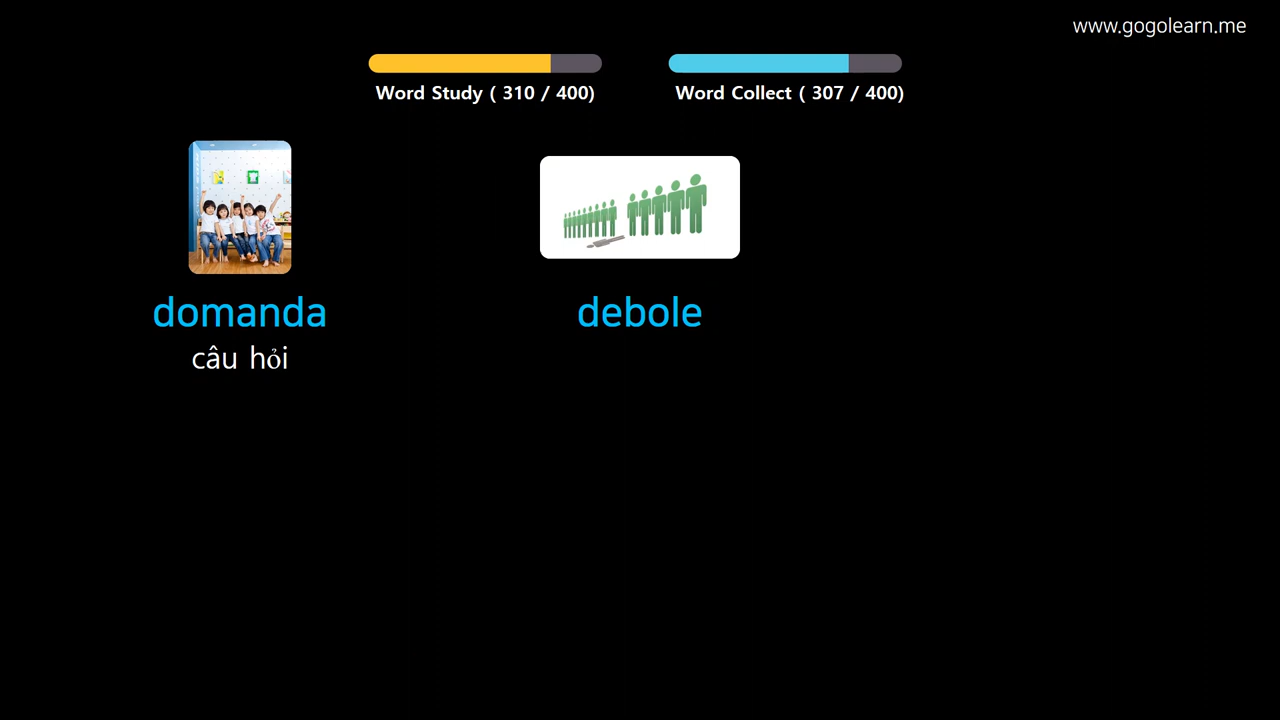 www.gogolearn.me
Word Study ( 310 / 400)
Word Collect ( 307 / 400)
domanda
câu hỏi
debole